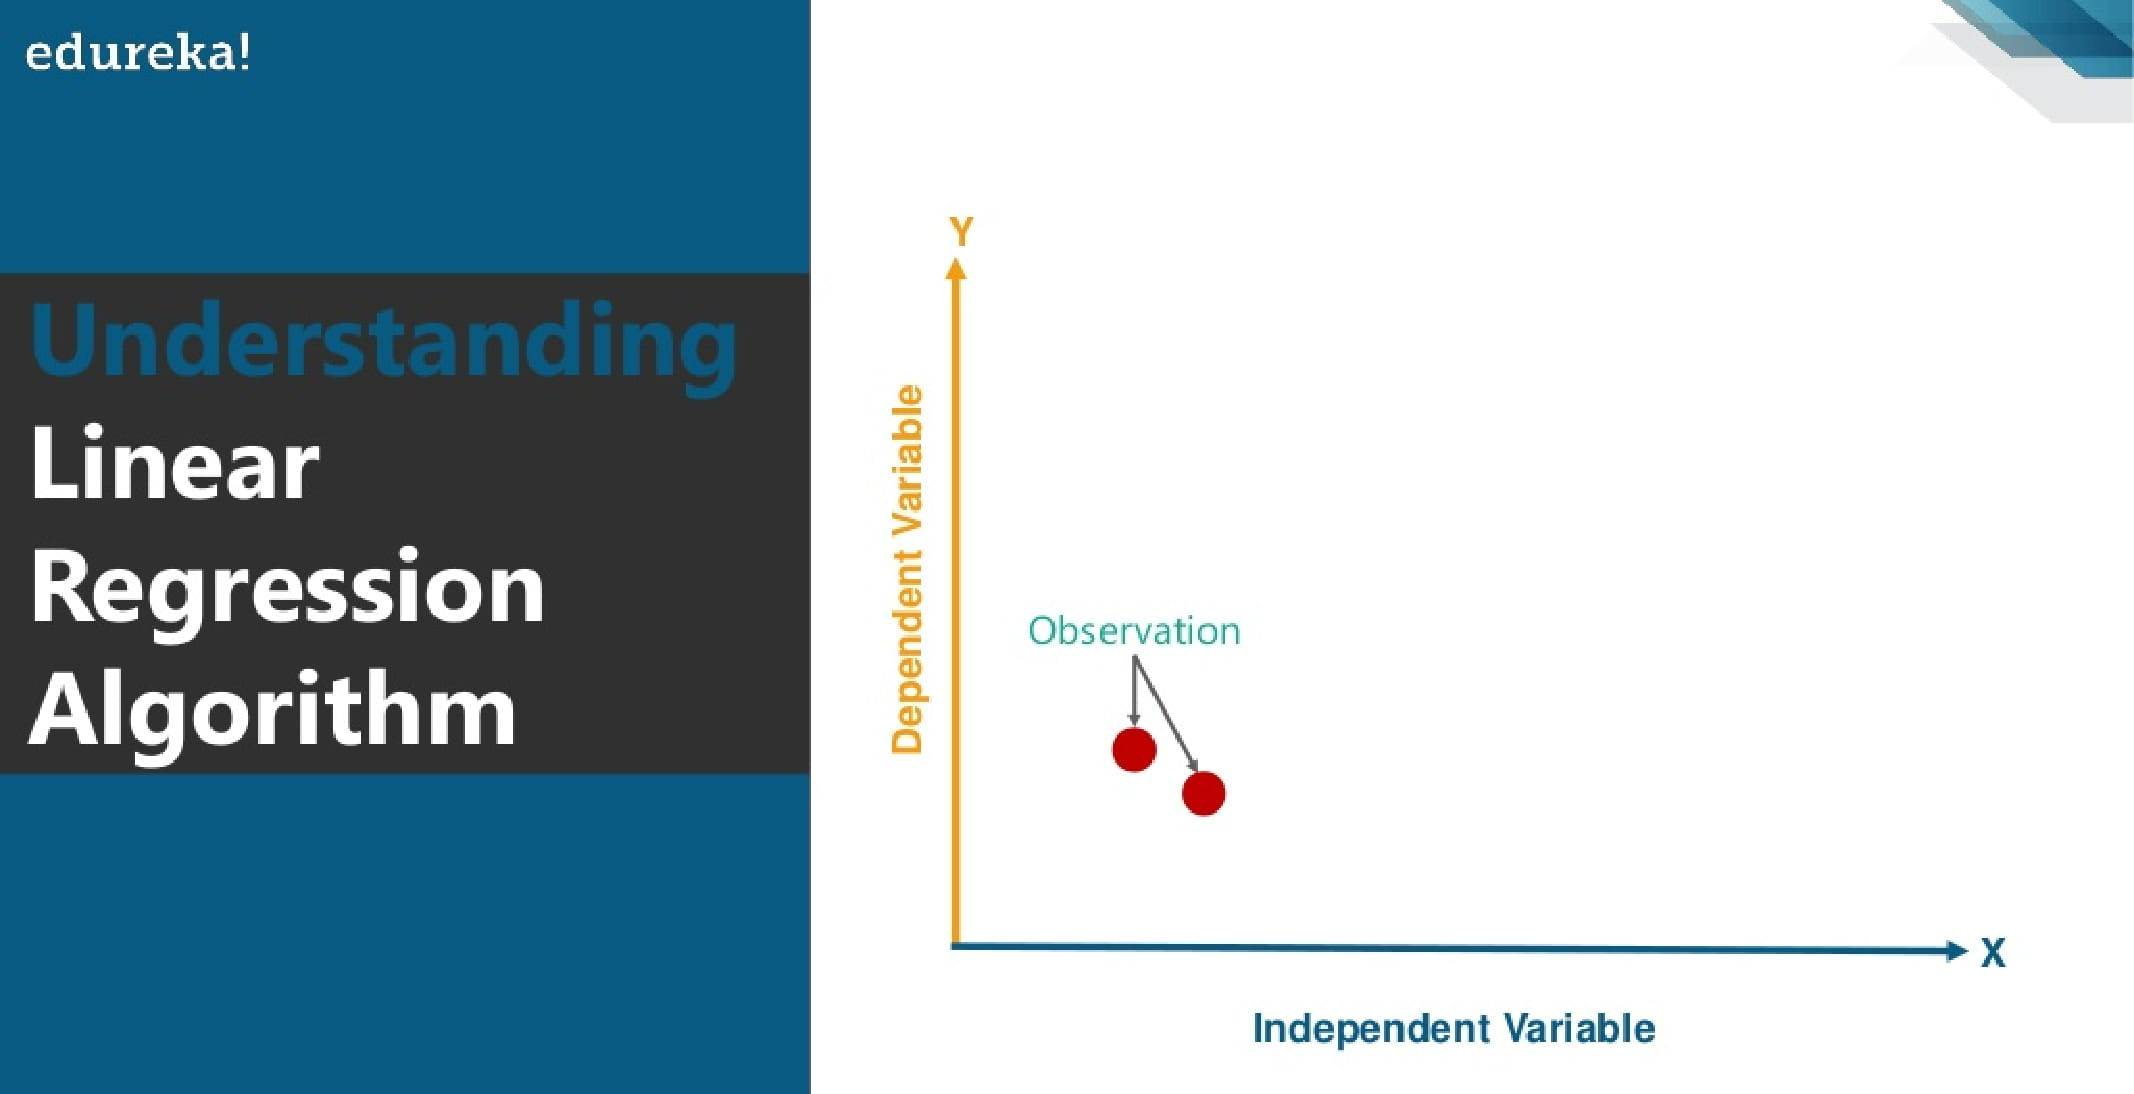 edureka!
Understanding
Linear
Regression
Algorithm
Y
Dependent Variable
Observation
X
Independent Variable